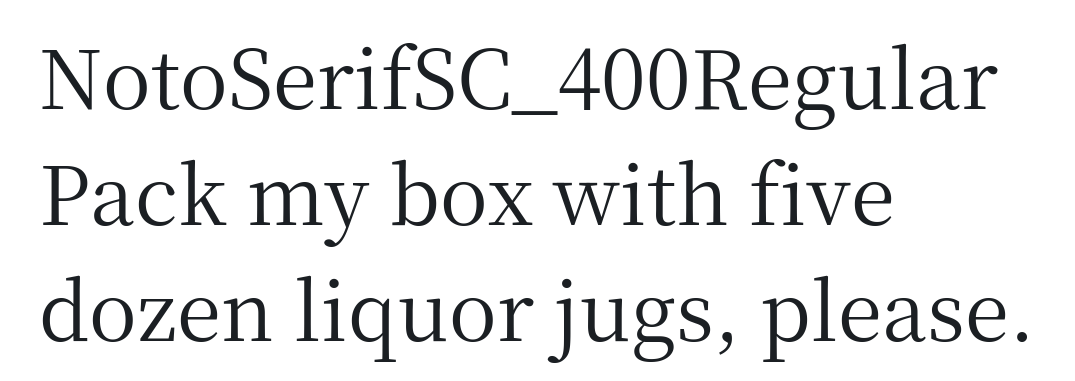 NotoSerifSC_400Regular
Pack my box with five
dozen liquor jugs, please.